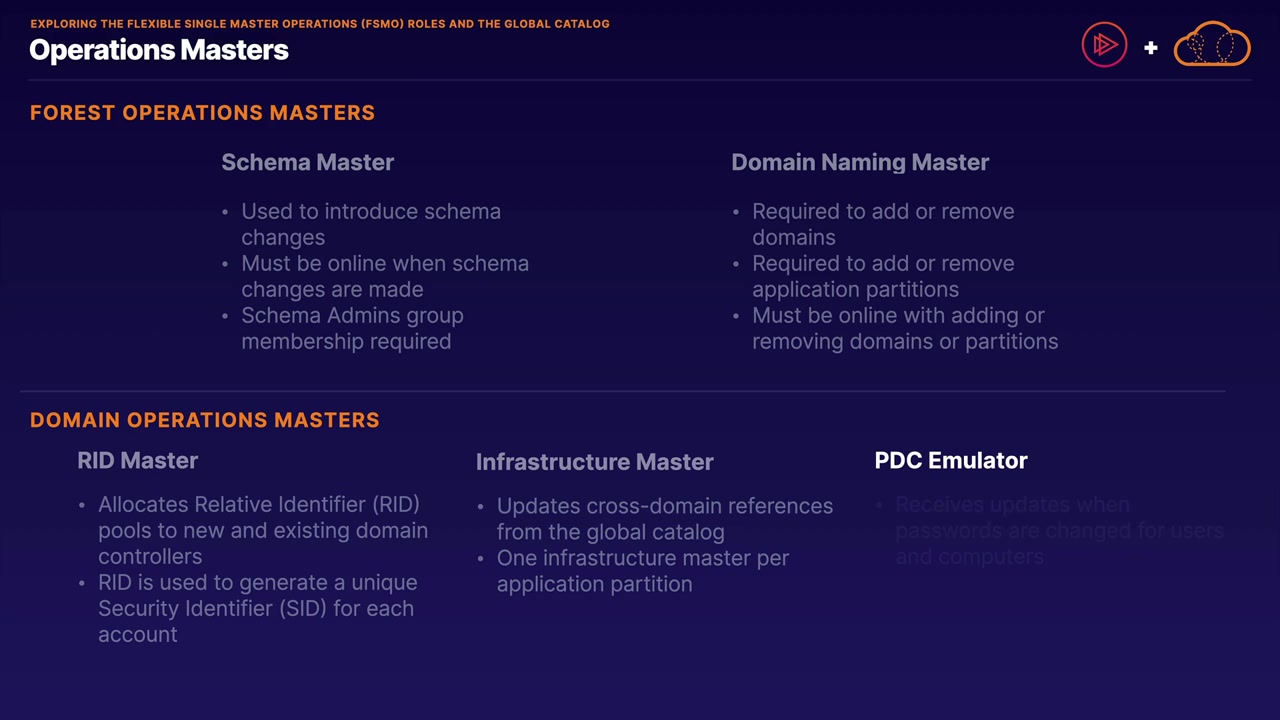 EXPLORING THE FLEXIBLE SINGLE MASTER OPERATIONS (FSMO) ROLES AND THE GLOBAL CATALOG
Operations Masters
+
FOREST OPERATIONS MASTERS
Schema Master
• Used to introduce schema
changes
• Must be online when schema
changes are made
• Schema Admins group
membership required
Domain Naming Master
• Required to add or remove
domains
• Required to add or remove
application partitions
• Must be online with adding or
removing domains or partitions
DOMAIN OPERATIONS MASTERS
RID Master
• Allocates Relative Identifier (RID)
pools to new and existing domain
controllers
• RID is used to generate a unique
Security Identifier (SID) for each
account
Infrastructure Master
• Updates cross-domain references
from the global catalog
• One infrastructure master per
application partition
PDC Emulator
• Receives updates when
passwords are changed for users
and computers